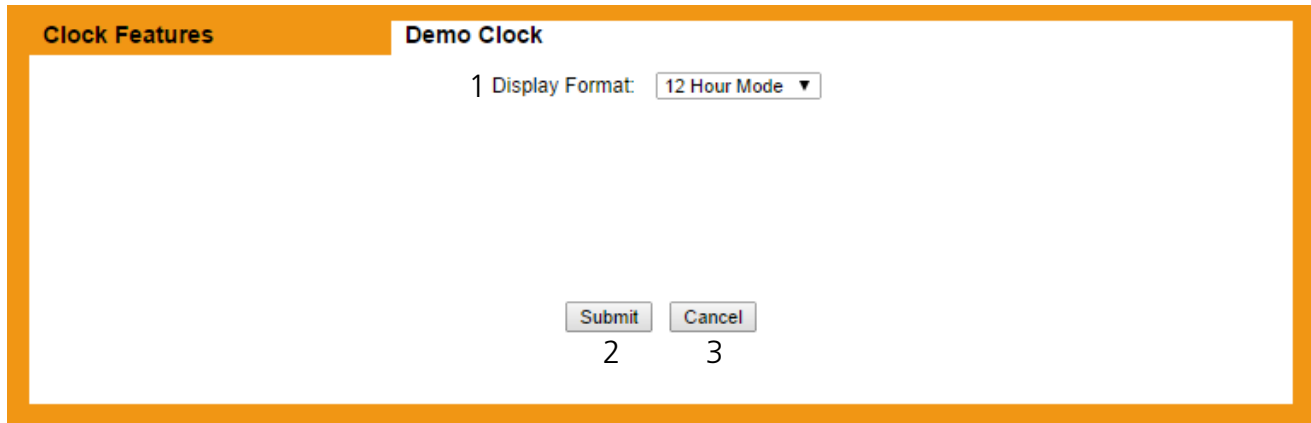 Clock Features Demo Clock
1 Display Format: 12 Hour Mode ▼
Submit Cancel
2 3